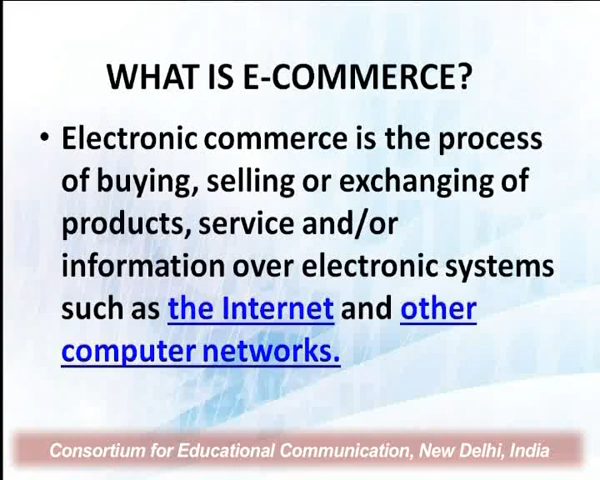 WHAT IS E-COMMERCE?
• Electronic commerce is the process
of buying, selling or exchanging of
products, service and/or
information over electronic systems
such as the Internet and other
computer networks.
Consortium for Educational Communication, New Delhi, India